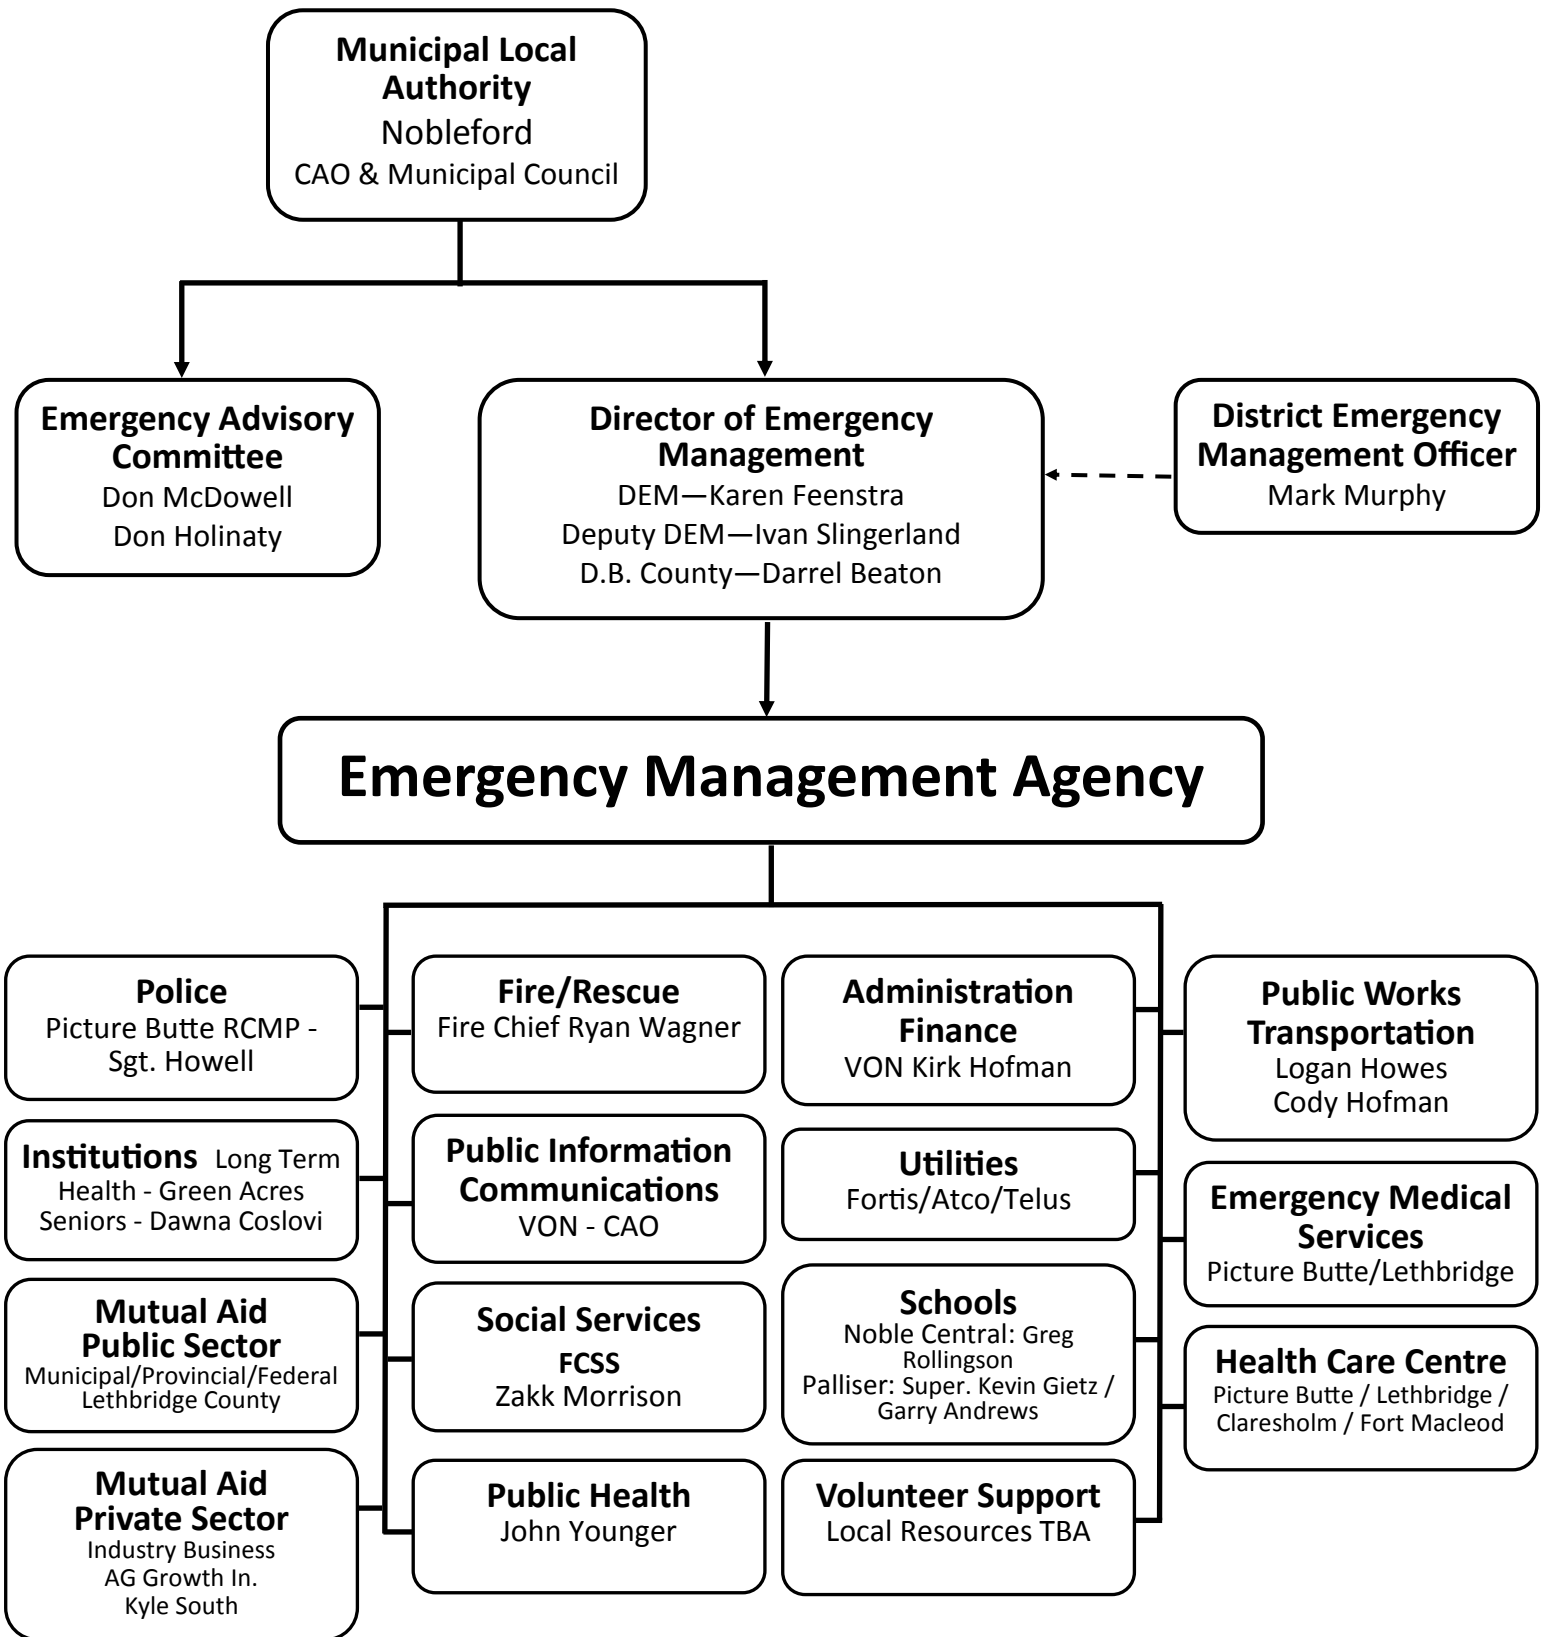 Municipal Local
Authority
Nobleford
CAO & Municipal Council
Emergency Advisory
Committee
Don McDowell
Don Holinaty
Director of Emergency
Management
DEM—Karen Feenstra
Deputy DEM—Ivan Slingerland
D.B. County—Darrel Beaton
District Emergency
Management Officer
Mark Murphy
Emergency Management Agency
Police
Picture Butte RCMP -
Sgt. Howell
Fire/Rescue
Fire Chief Ryan Wagner
Administration
Finance
VON Kirk Hofman
Public Works
Transportation
Logan Howes
Cody Hofman
Institutions Long Term
Health - Green Acres
Seniors - Dawna Coslovi
Public Information
Communications
VON - CAO
Utilities
Fortis/Atco/Telus
Emergency Medical
Services
Picture Butte/Lethbridge
Mutual Aid
Public Sector
Municipal/Provincial/Federal
Lethbridge County
Social Services
FCSS
Zakk Morrison
Schools
Noble Central: Greg
Rollingson
Palliser: Super. Kevin Gietz /
Garry Andrews
Health Care Centre
Picture Butte / Lethbridge /
Claresholm / Fort Macleod
Mutual Aid
Private Sector
Industry Business
AG Growth In.
Kyle South
Public Health
John Younger
Volunteer Support
Local Resources TBA